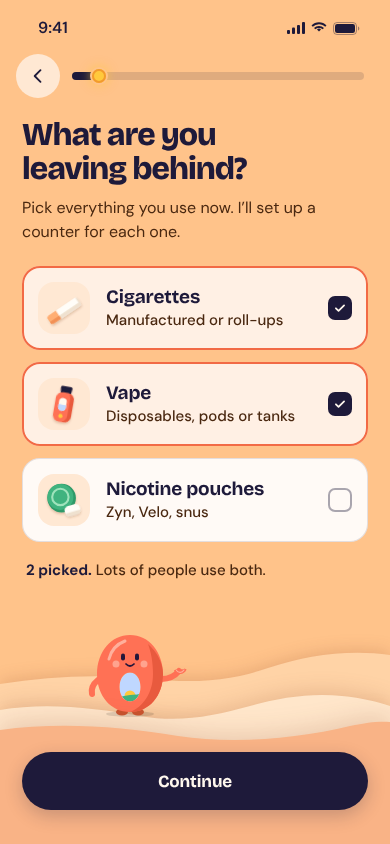 9:41
What are you
leaving behind?
Pick everything you use now. I’ll set up a
counter for each one.
Cigarettes
Manufactured or roll-ups
Vape
Disposables, pods or tanks
Nicotine pouches
Zyn, Velo, snus
2 picked. Lots of people use both.
Continue